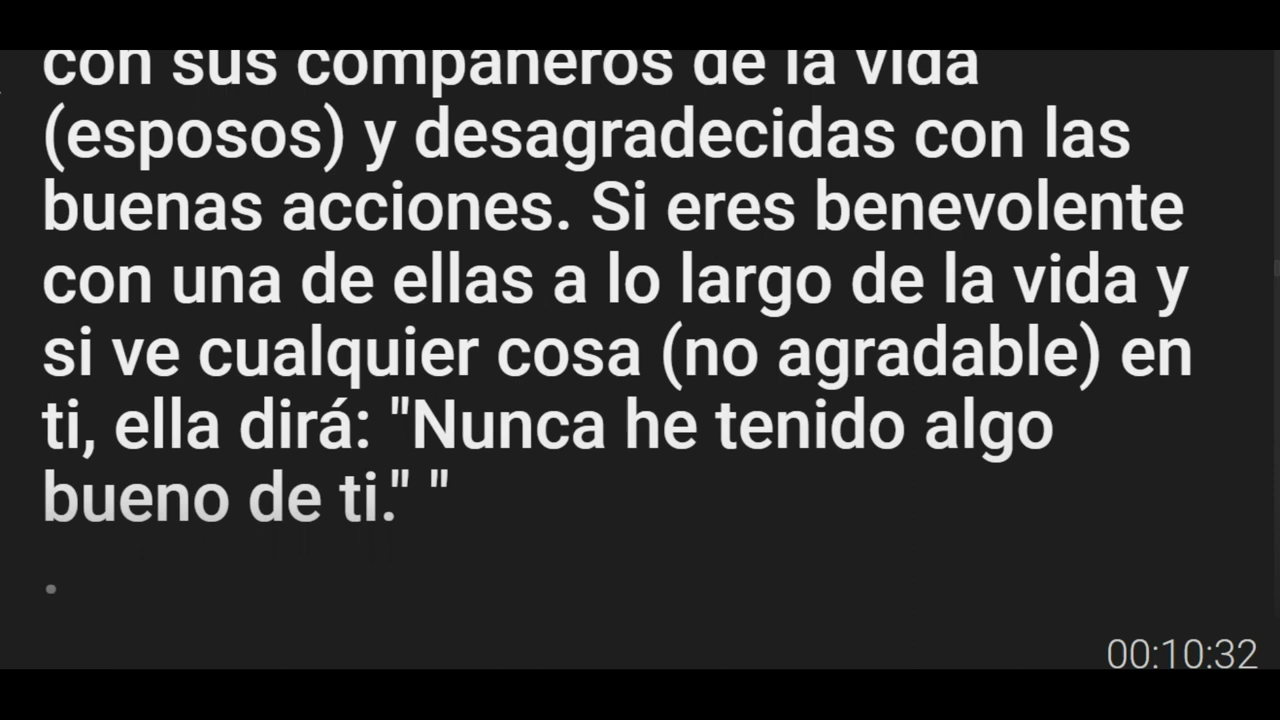 con sus compañeros de la vida
(esposos) y desagradecidas con las
buenas acciones. Si eres benevolente
con una de ellas a lo largo de la vida y
si ve cualquier cosa (no agradable) en
ti, ella dirá: "Nunca he tenido algo
bueno de ti." "
.
00:10:32